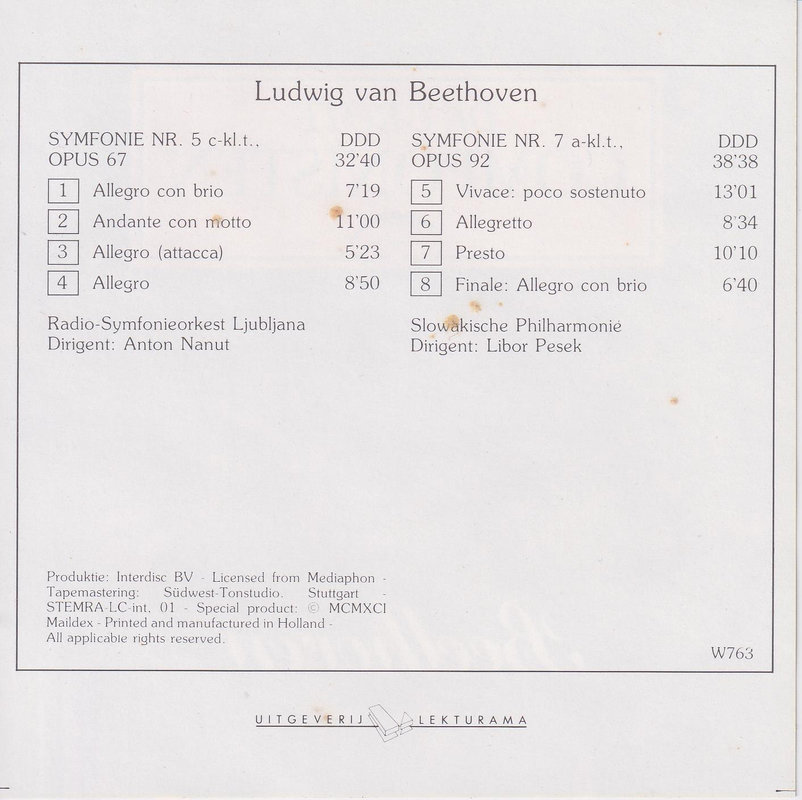 Ludwig van Beethoven
SYMFONIE NR. 5 c-kl.t., DDD
OPUS 67 32'40
1 Allegro con brio 7'19
2 Andante con motto 11'00
3 Allegro (attacca) 5'23
4 Allegro 8'50
Radio-Symfonieorkest Ljubljana
Dirigent: Anton Nanut
SYMFONIE NR. 7 a-kl.t., DDD
OPUS 92 38'38
5 Vivace: poco sostenuto 13'01
6 Allegretto 8'34
7 Presto 10'10
8 Finale: Allegro con brio 6'40
Slowakische Philharmonie
Dirigent: Libor Pesek
Produktie: Interdisc BV - Licensed from Mediaphon -
Tapemastering: Südwest-Tonstudio. Stuttgart -
STEMRA-LC-int. 01 - Special product: © MCMXCI
Maildex - Printed and manufactured in Holland -
All applicable rights reserved.
W763
UITGEVERIJ LEKTURAMA